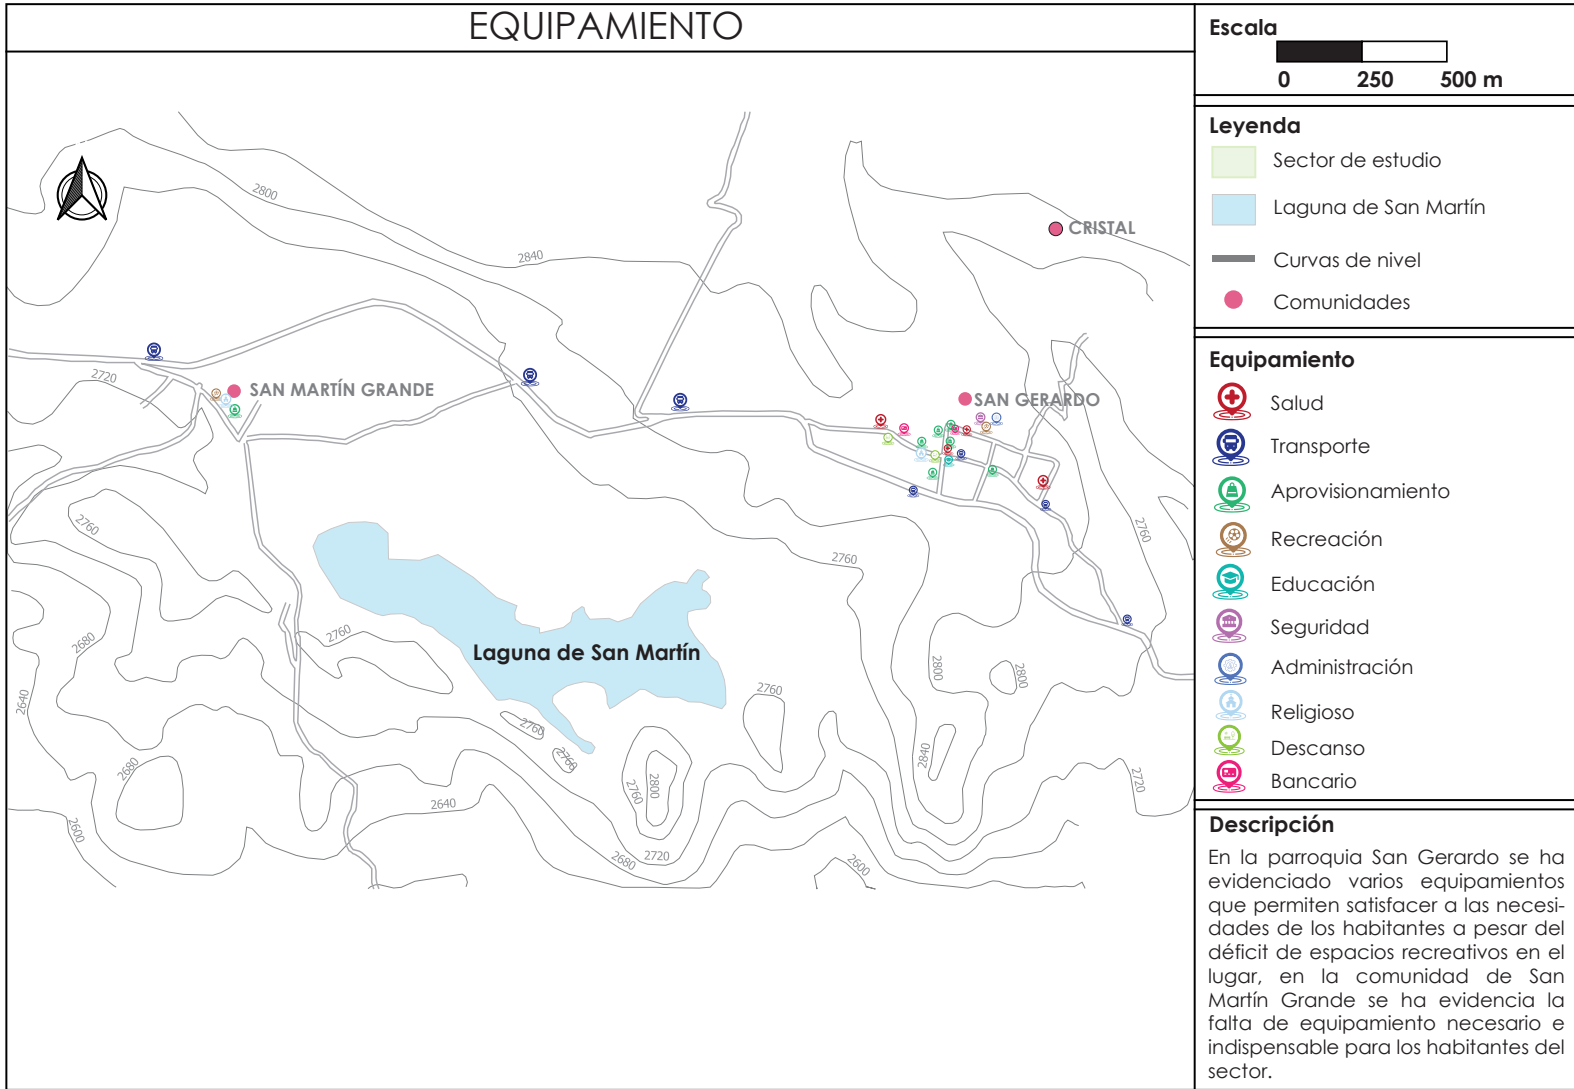 EQUIPAMIENTO
Escala
0 250 500 m
Leyenda
Sector de estudio
Laguna de San Martín
Curvas de nivel
Comunidades
Equipamiento
Salud
Transporte
Aprovisionamiento
Recreación
Educación
Seguridad
Administración
Religioso
Descanso
Bancario
Descripción
En la parroquia San Gerardo se ha
evidenciado varios equipamientos
que permiten satisfacer a las necesi-
dades de los habitantes a pesar del
déficit de espacios recreativos en el
lugar, en la comunidad de San
Martín Grande se ha evidencia la
falta de equipamiento necesario e
indispensable para los habitantes del
sector.
2800
2840
CRISTAL
2720
SAN MARTÍN GRANDE
SAN GERARDO
2760
2760
2760
2680
2760
Laguna de San Martín
2640
2800
2800
2760
2760
2760
2680
2760
2800
2840
2720
2640
2600
2720
2680
2600